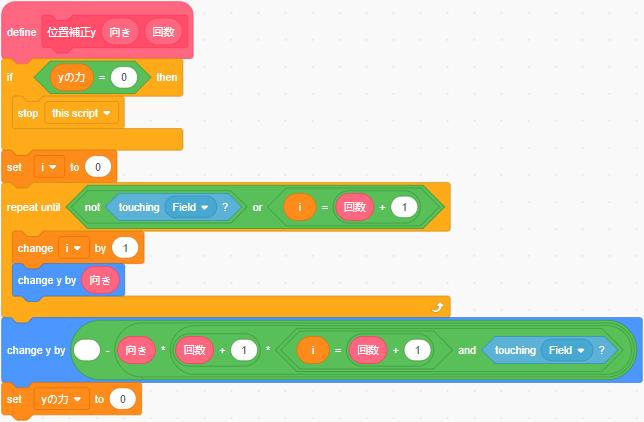 define 位置補正y 向き 回数
if yの力 = 0 then
stop this script
set i to 0
repeat until not touching Field ? or i = 回数 + 1
change i by 1
change y by 向き
change y by - 向き * 回数 + 1 * i = 回数 + 1 and touching Field ?
set yの力 to 0